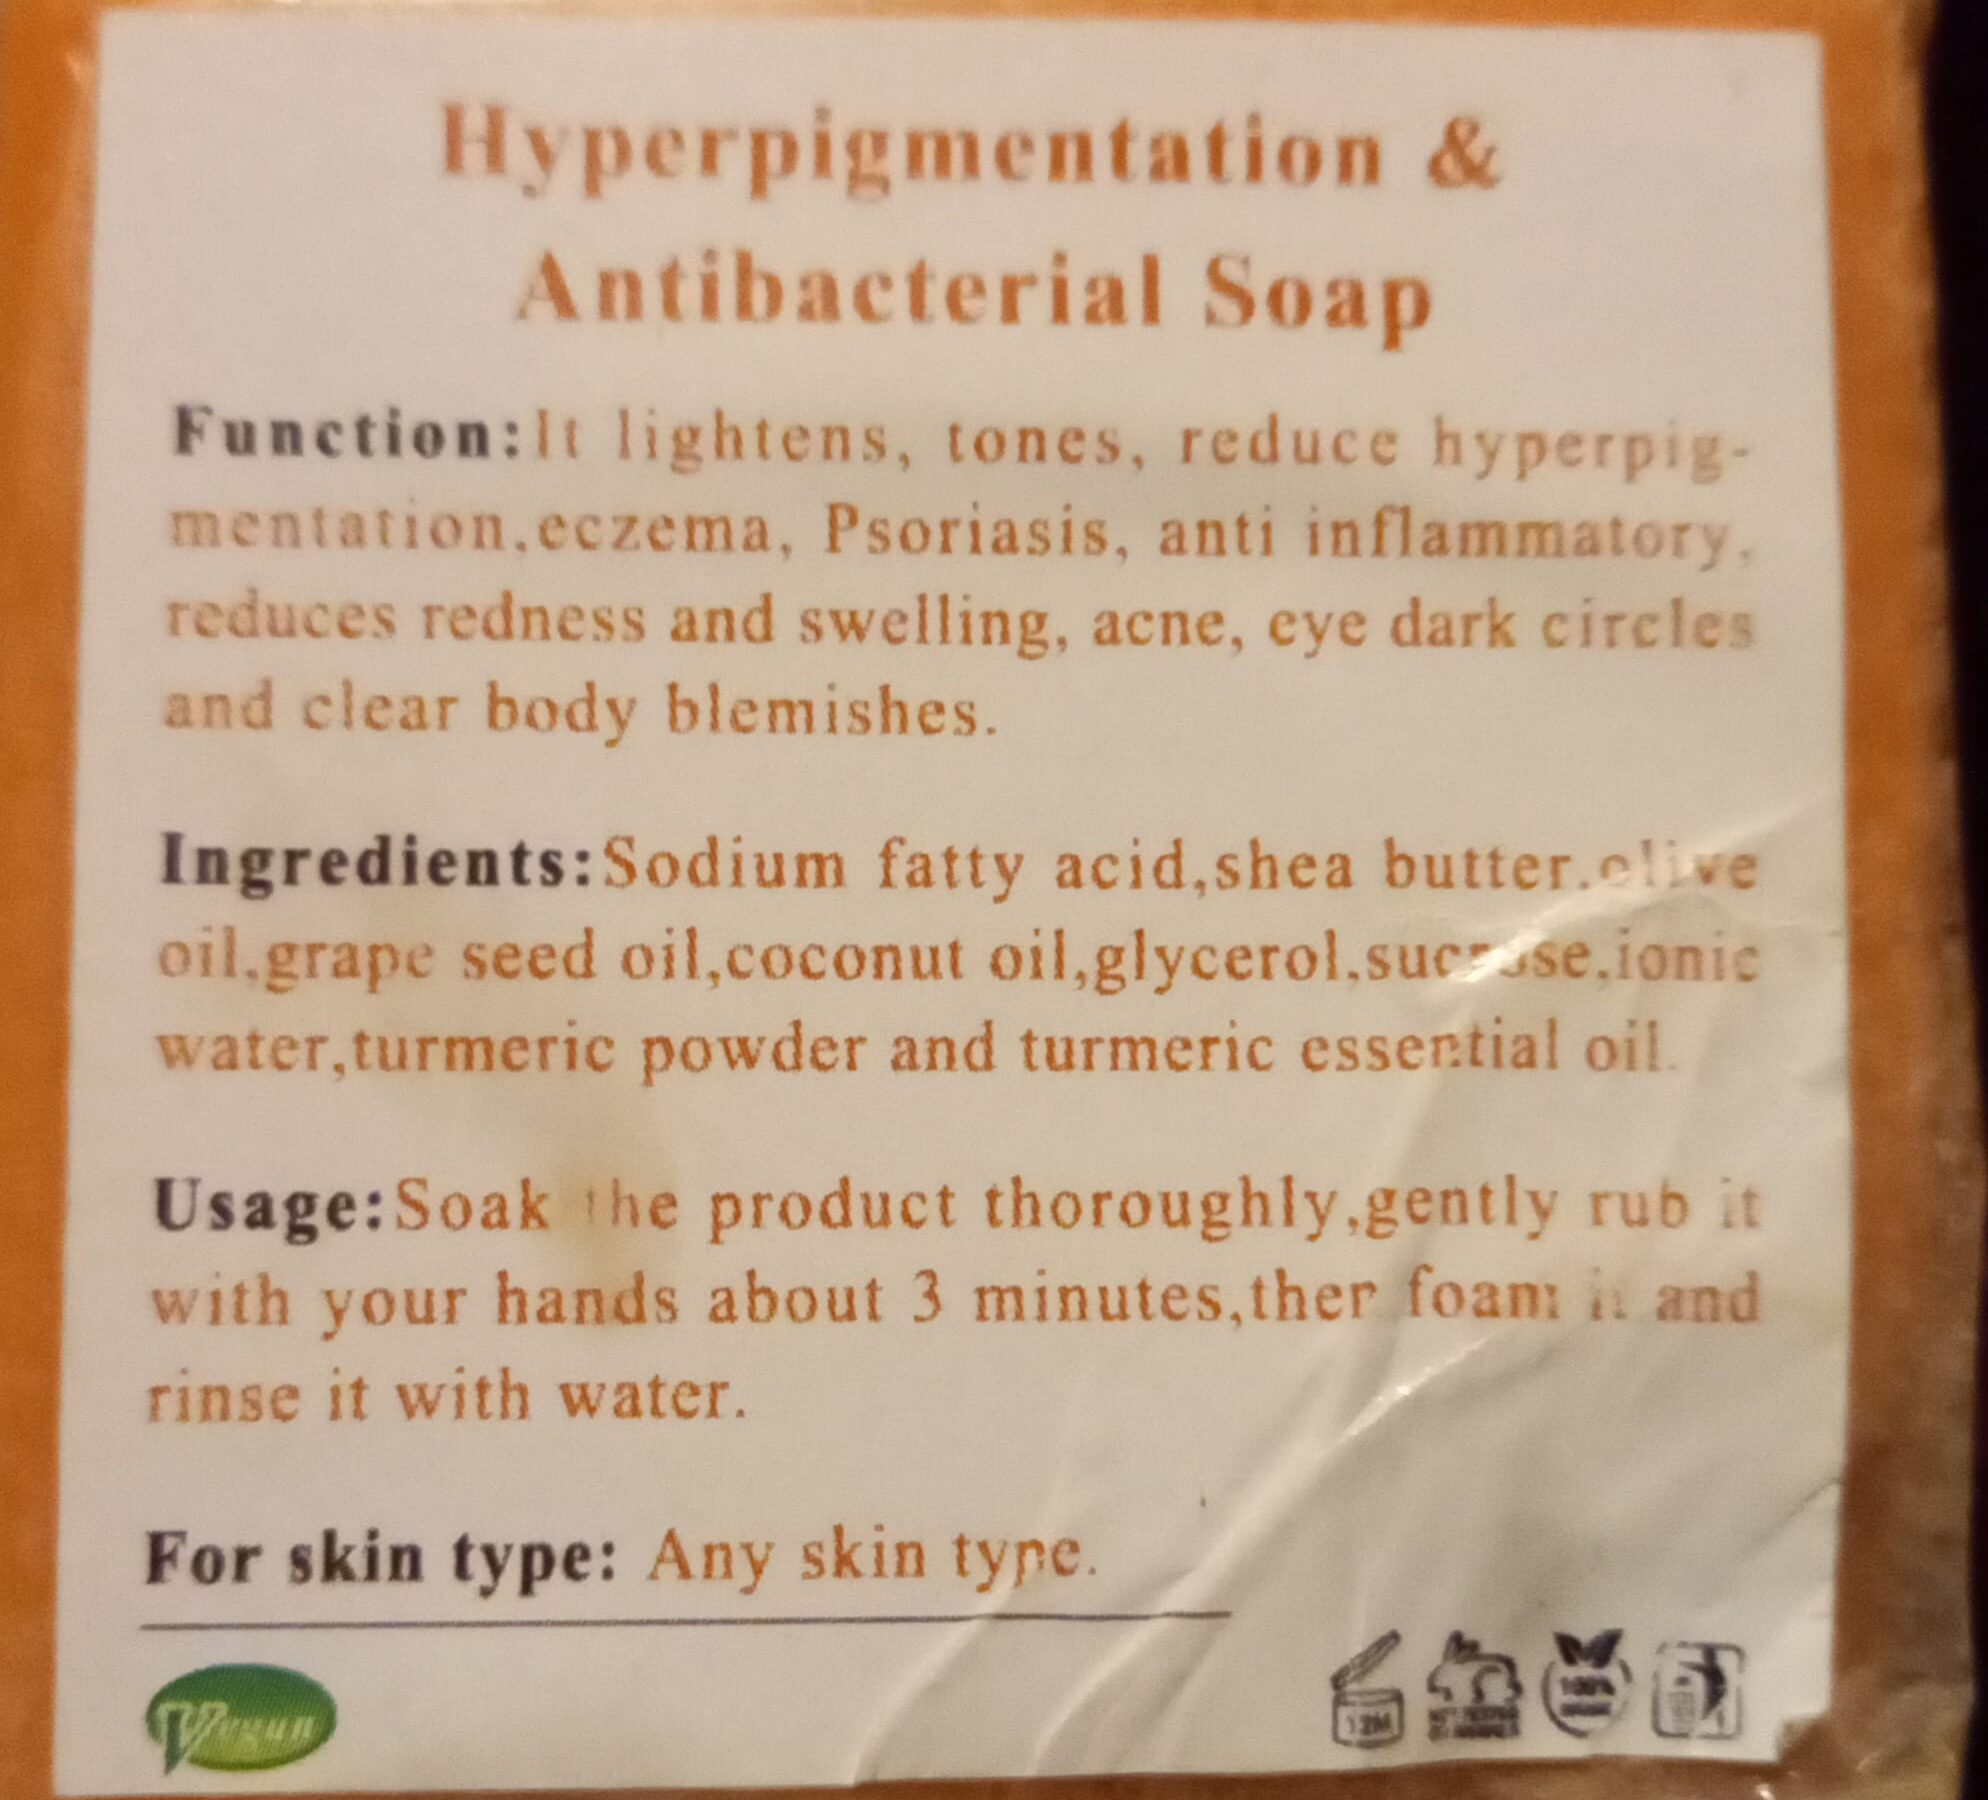 Hyperpigmentation &
Antibacterial Soap
Function:It lightens, tones, reduce hyperpig-
mentation,eczema, Psoriasis, anti inflammatory,
reduces redness and swelling, acne, eye dark circles
and clear body blemishes.
Ingredients:Sodium fatty acid,shea butter,olive
oil,grape seed oil,coconut oil,glycerol,sucrose,ionic
water,turmeric powder and turmeric essential oil.
Usage:Soak the product thoroughly,gently rub it
with your hands about 3 minutes,then foam it and
rinse it with water.
For skin type: Any skin type.
Vegan
12M
100%